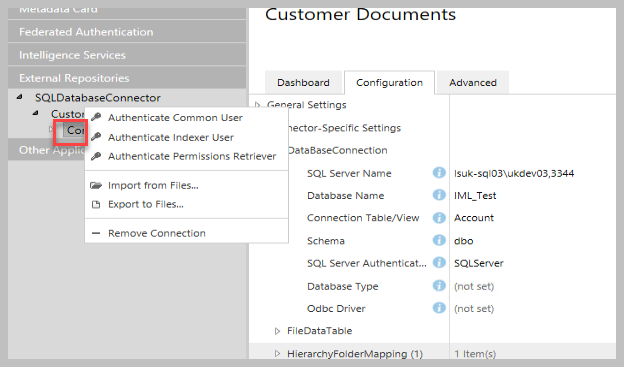 Metadata Card
Federated Authentication
Intelligence Services
External Repositories
SQLDatabaseConnector
Custom
Con
Other Applic
Authenticate Common User
Authenticate Indexer User
Authenticate Permissions Retriever
Import from Files...
Export to Files...
Remove Connection
Customer Documents
Dashboard Configuration Advanced
General Settings
nector-Specific Settings
DataBaseConnection
SQL Server Name lsuk-sql03\ukdev03,3344
Database Name IML_Test
Connection Table/View Account
Schema dbo
SQL Server Authenticat... SQLServer
Database Type (not set)
Odbc Driver (not set)
FileDataTable
HierarchyFolderMapping (1) 1 Item(s)